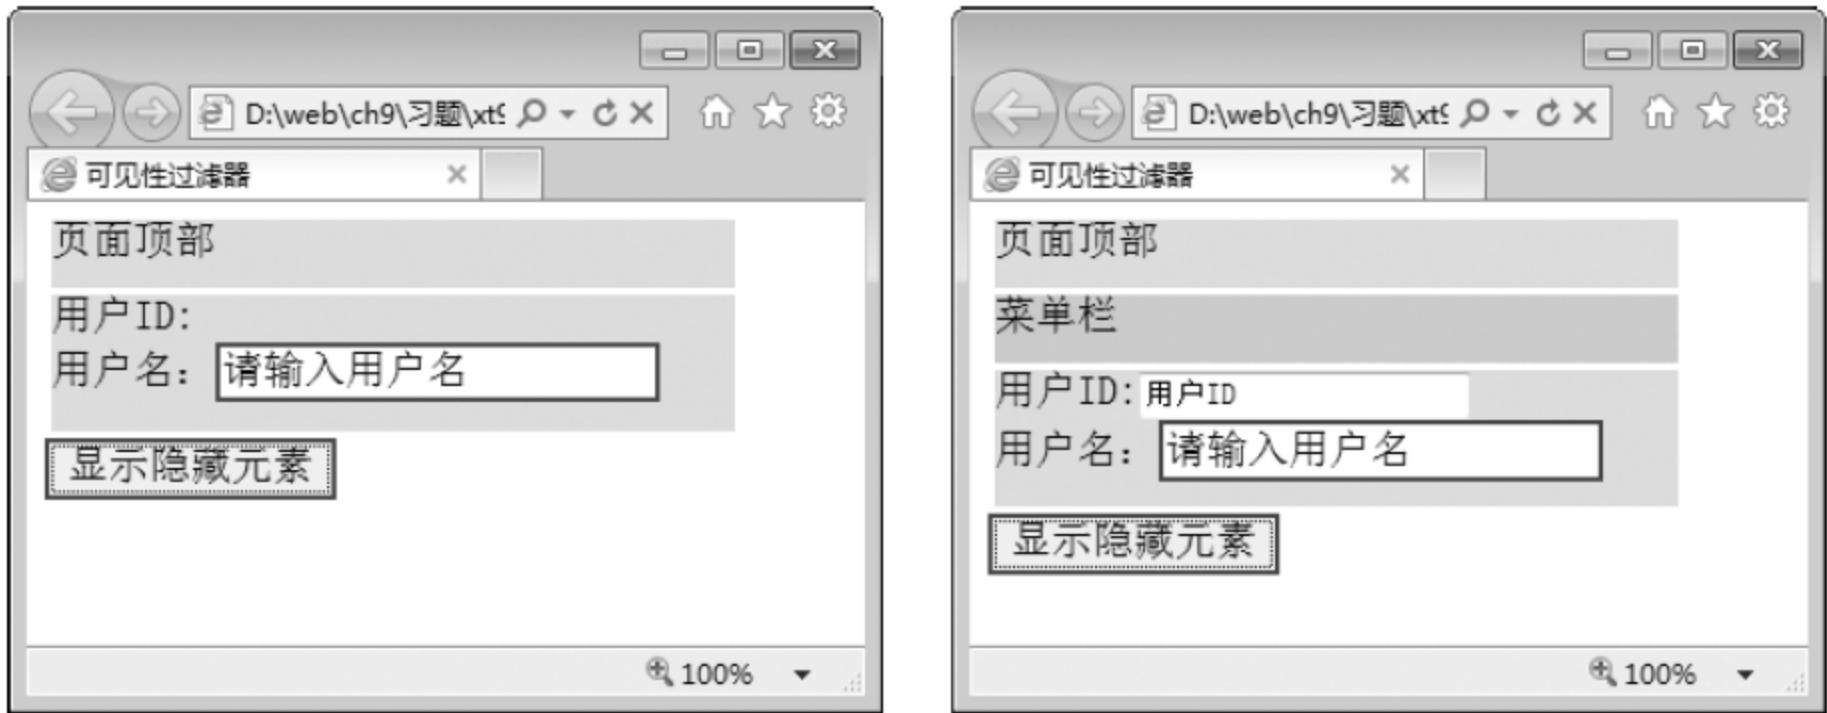 D:\web\ch9\习题\xt9
可见性过滤器
页面顶部
用户ID:
用户名：请输入用户名
显示隐藏元素
100%
D:\web\ch9\习题\xt9
可见性过滤器
页面顶部
菜单栏
用户ID:用户ID
用户名：请输入用户名
显示隐藏元素
100%